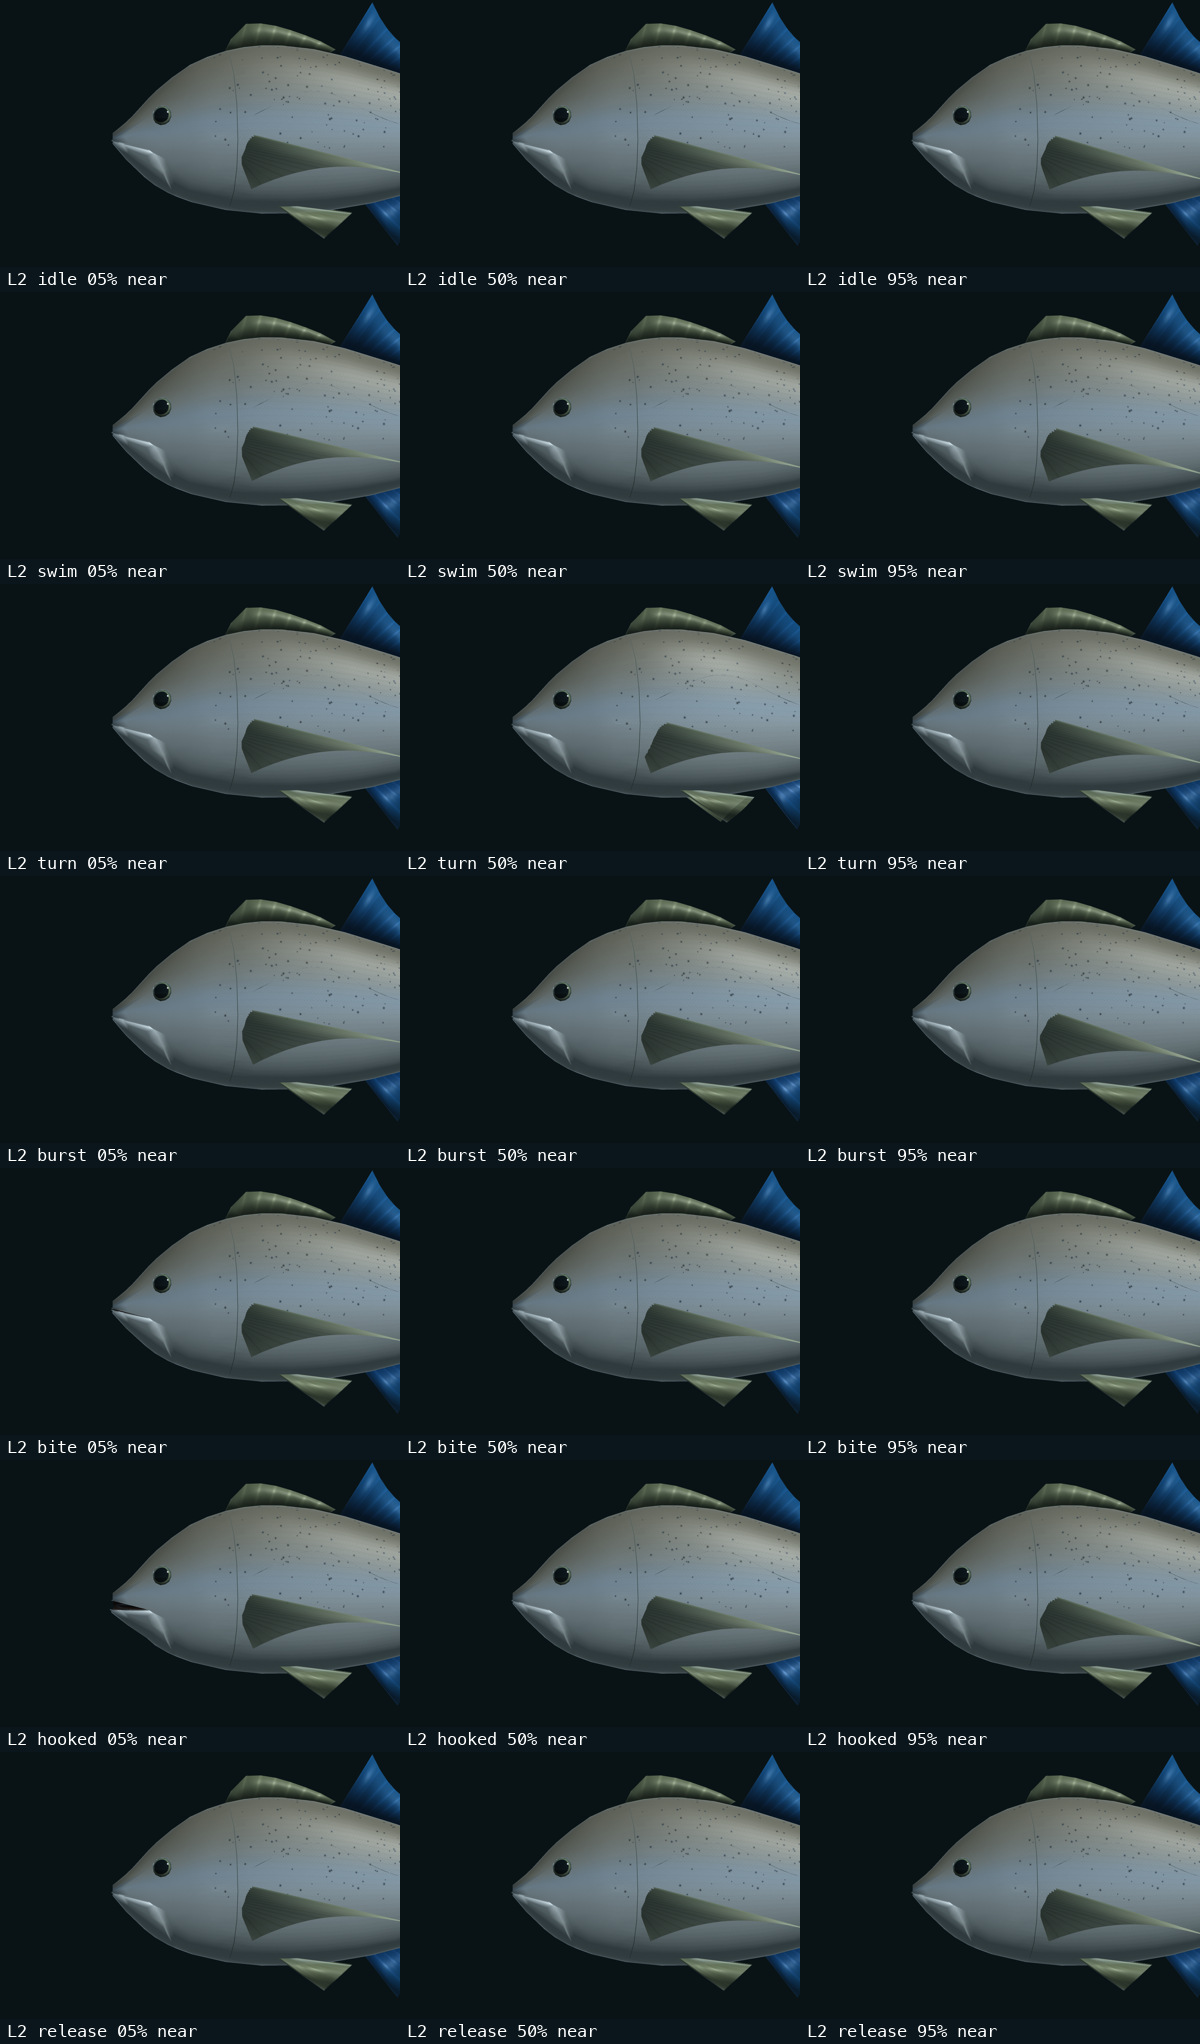 L2 idle 05% near
L2 idle 50% near
L2 idle 95% near
L2 swim 05% near
L2 swim 50% near
L2 swim 95% near
L2 turn 05% near
L2 turn 50% near
L2 turn 95% near
L2 burst 05% near
L2 burst 50% near
L2 burst 95% near
L2 bite 05% near
L2 bite 50% near
L2 bite 95% near
L2 hooked 05% near
L2 hooked 50% near
L2 hooked 95% near
L2 release 05% near
L2 release 50% near
L2 release 95% near